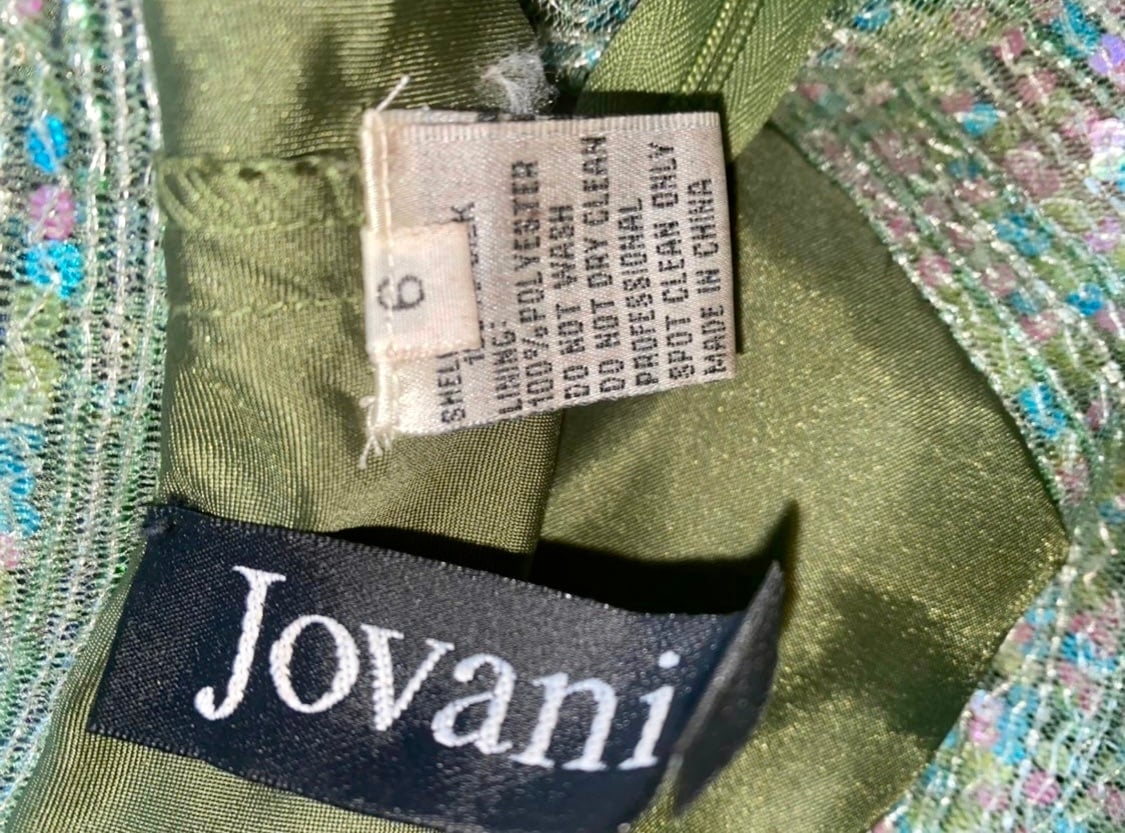 6
SHELL
LINING:
100% POLYESTER
DO NOT WASH
DO NOT DRY CLEAN
PROFESSIONAL
SPOT CLEAN ONLY
MADE IN CHINA
Jovani